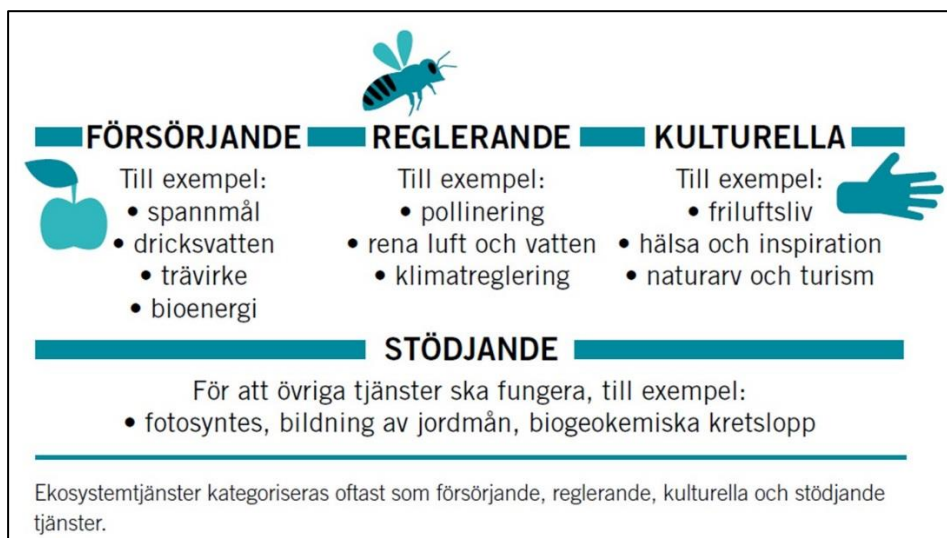 FÖRSÖRJANDE
Till exempel:
• spannmål
• dricksvatten
• trävirke
• bioenergi
REGLERANDE
Till exempel:
• pollinering
• rena luft och vatten
• klimatreglering
KULTURELLA
Till exempel:
• friluftsliv
• hälsa och inspiration
• naturarv och turism
STÖDJANDE
För att övriga tjänster ska fungera, till exempel:
• fotosyntes, bildning av jordmån, biogeokemiska kretslopp
Ekosystemtjänster kategoriseras oftast som försörjande, reglerande, kulturella och stödjande
tjänster.